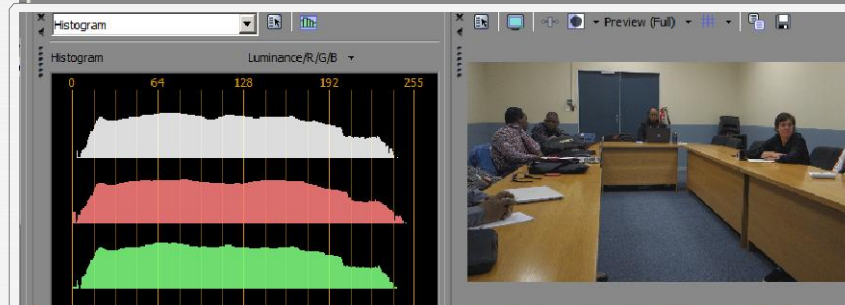 Histogram
Preview (Full)
Histogram
Luminance/R/G/B
0 64 128 192 255